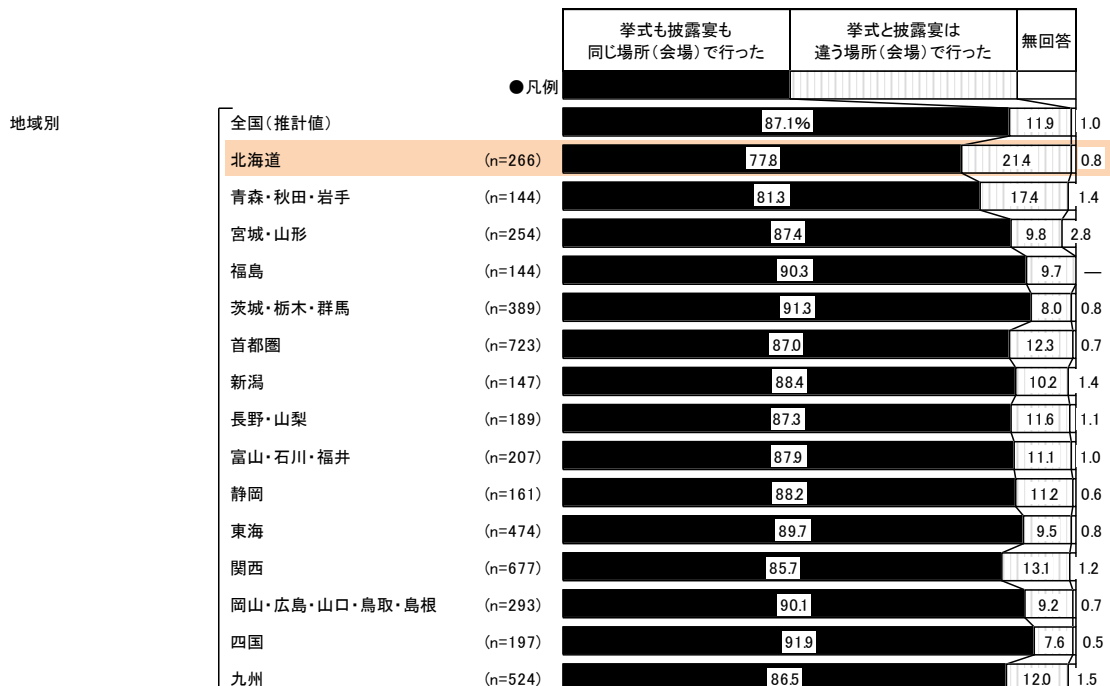 挙式も披露宴も
同じ場所(会場)で行った
挙式と披露宴は
違う場所(会場)で行った
無回答
●凡例
地域別
全国(推計値) 87.1% 11.9 1.0
北海道 (n=266) 77.8 21.4 0.8
青森・秋田・岩手 (n=144) 81.3 17.4 1.4
宮城・山形 (n=254) 87.4 9.8 2.8
福島 (n=144) 90.3 9.7 ―
茨城・栃木・群馬 (n=389) 91.3 8.0 0.8
首都圏 (n=723) 87.0 12.3 0.7
新潟 (n=147) 88.4 10.2 1.4
長野・山梨 (n=189) 87.3 11.6 1.1
富山・石川・福井 (n=207) 87.9 11.1 1.0
静岡 (n=161) 88.2 11.2 0.6
東海 (n=474) 89.7 9.5 0.8
関西 (n=677) 85.7 13.1 1.2
岡山・広島・山口・鳥取・島根 (n=293) 90.1 9.2 0.7
四国 (n=197) 91.9 7.6 0.5
九州 (n=524) 86.5 12.0 1.5